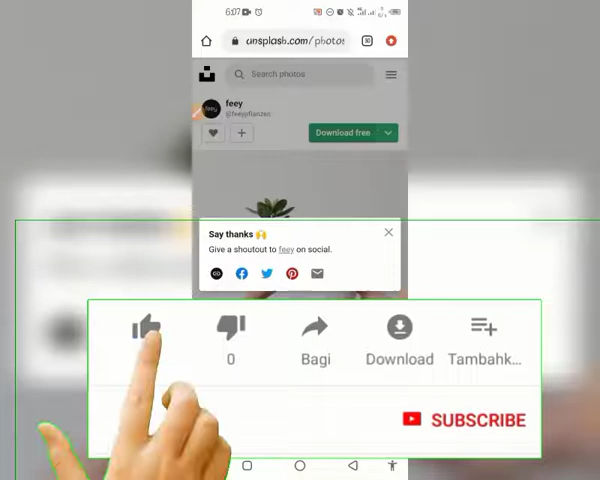 6:07
unsplash.com/photos
Search photos
feey
@feeypflanzen
Download free
Say thanks 🙌
Give a shoutout to feey on social.
0 Bagi Download Tambahk...
SUBSCRIBE